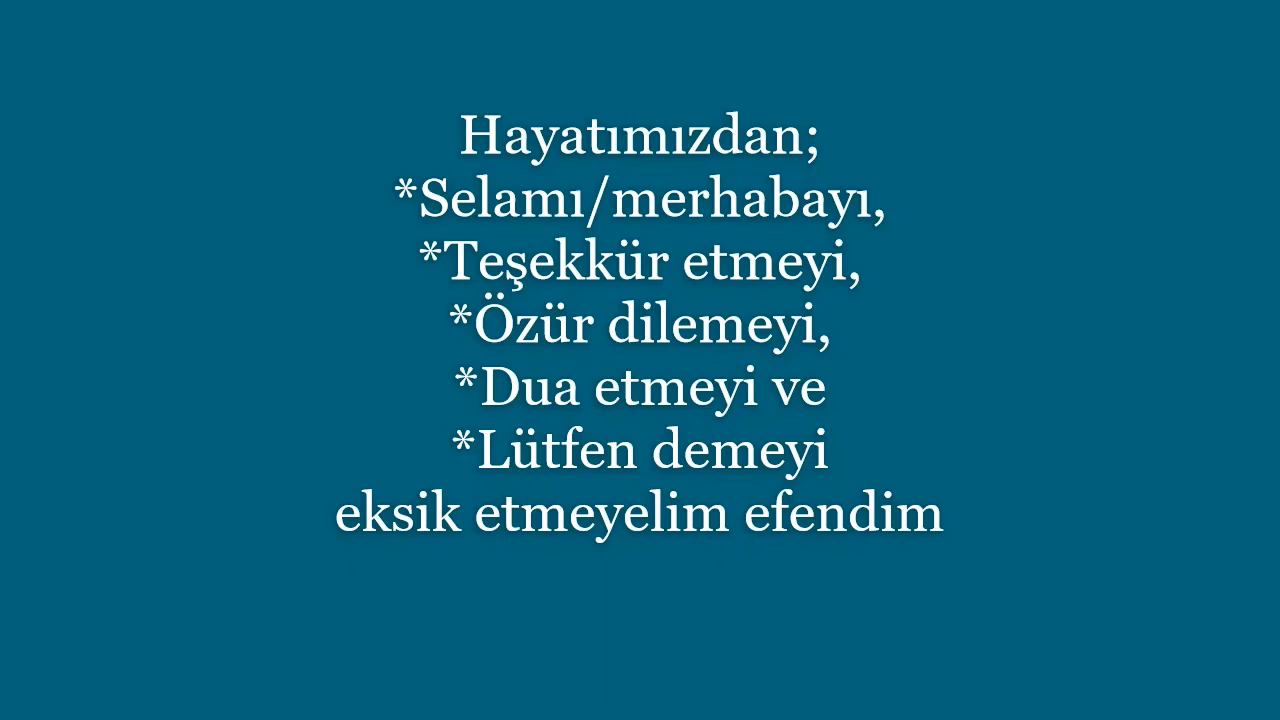 Hayatımızdan;
*Selamı/merhabayı,
*Teşekkür etmeyi,
*Özür dilemeyi,
*Dua etmeyi ve
*Lütfen demeyi
eksik etmeyelim efendim